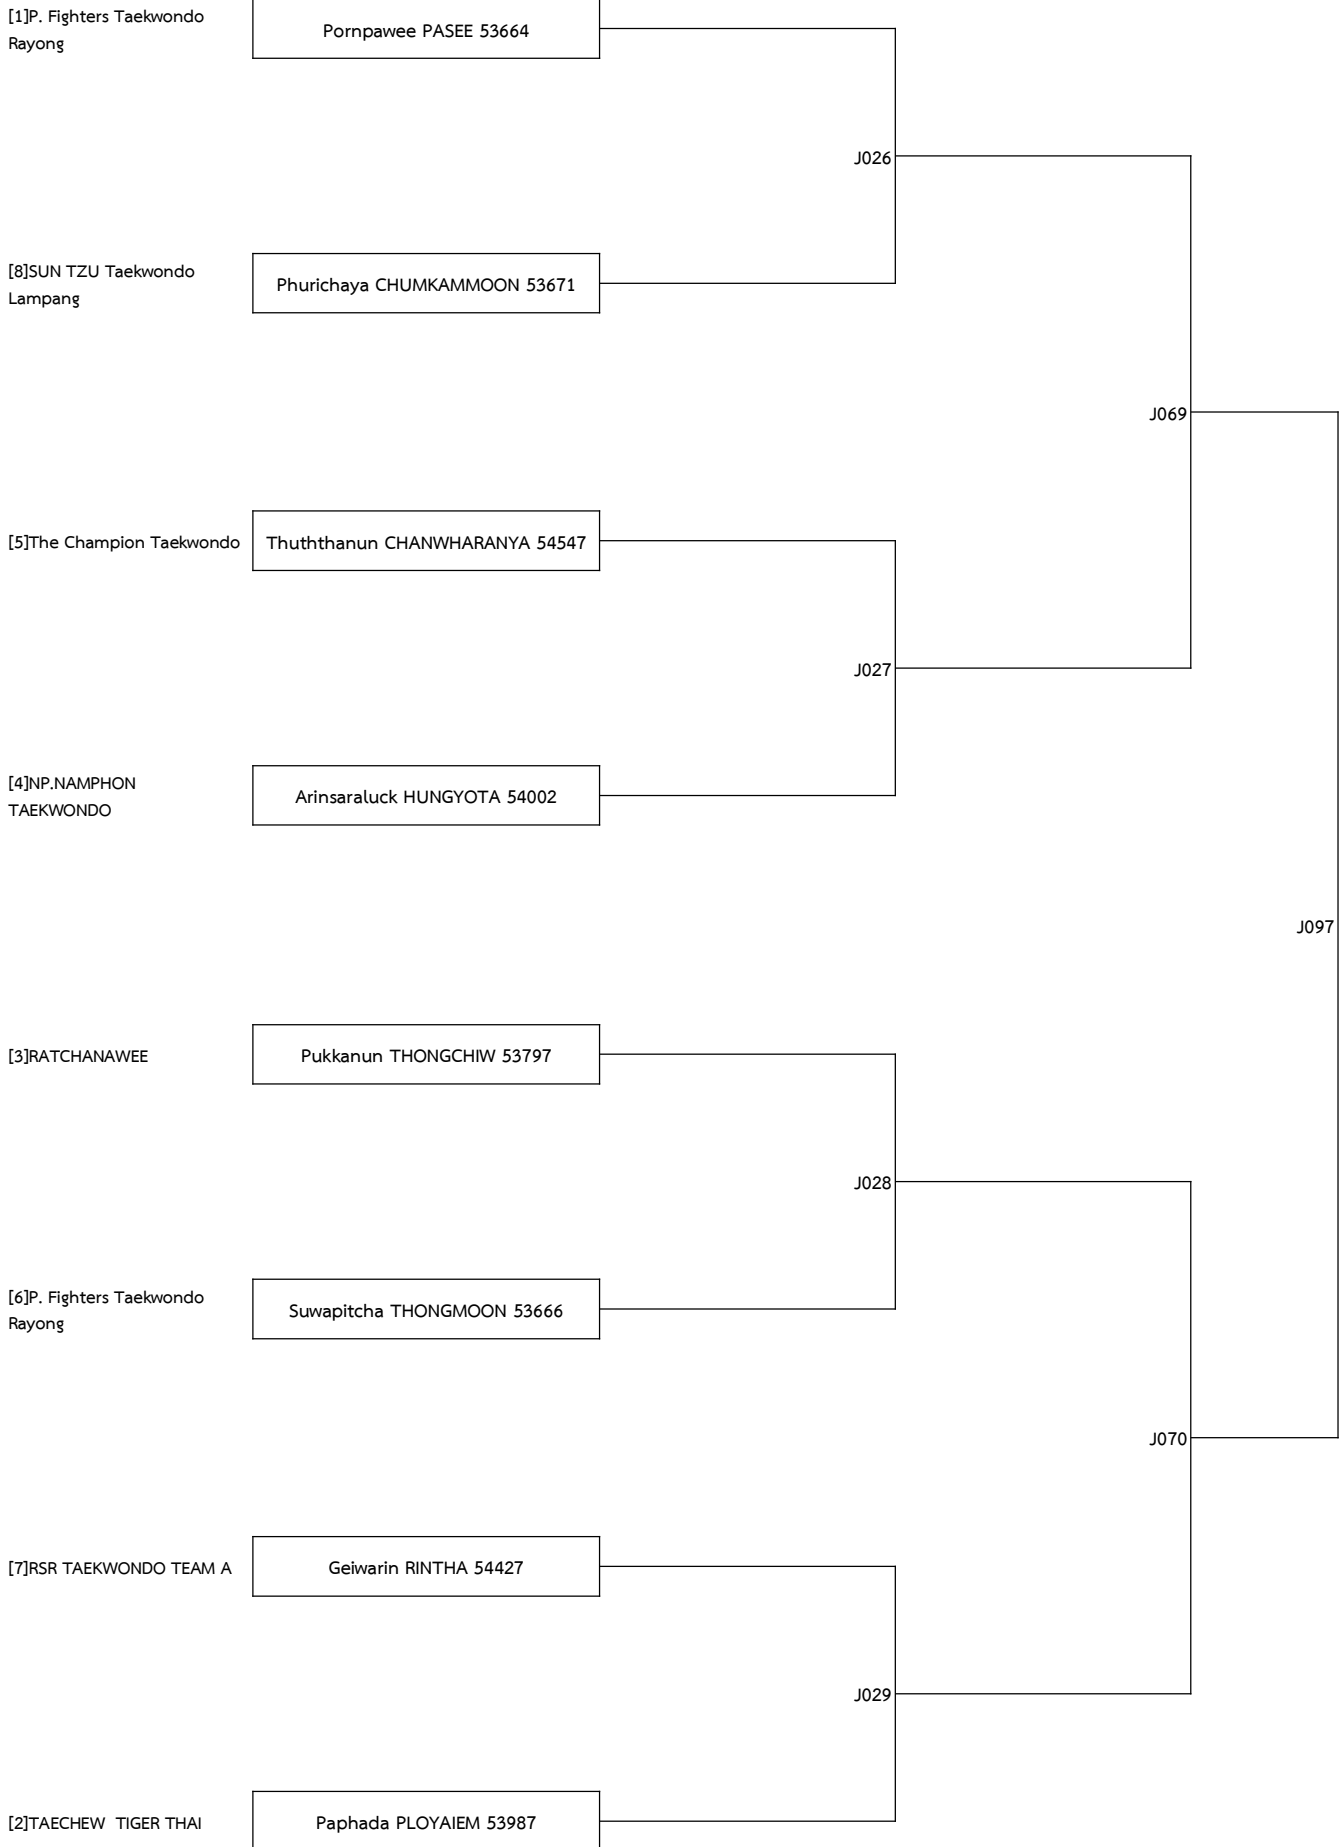 [1]P. Fighters Taekwondo
Rayong
Pornpawee PASEE 53664
J026
[8]SUN TZU Taekwondo
Lampang
Phurichaya CHUMKAMMOON 53671
J069
[5]The Champion Taekwondo
Thuththanun CHANWHARANYA 54547
J027
[4]NP.NAMPHON
TAEKWONDO
Arinsaraluck HUNGYOTA 54002
J097
[3]RATCHANAWEE
Pukkanun THONGCHIW 53797
J028
[6]P. Fighters Taekwondo
Rayong
Suwapitcha THONGMOON 53666
J070
[7]RSR TAEKWONDO TEAM A
Geiwarin RINTHA 54427
J029
[2]TAECHEW  TIGER THAI
Paphada PLOYAIEM 53987